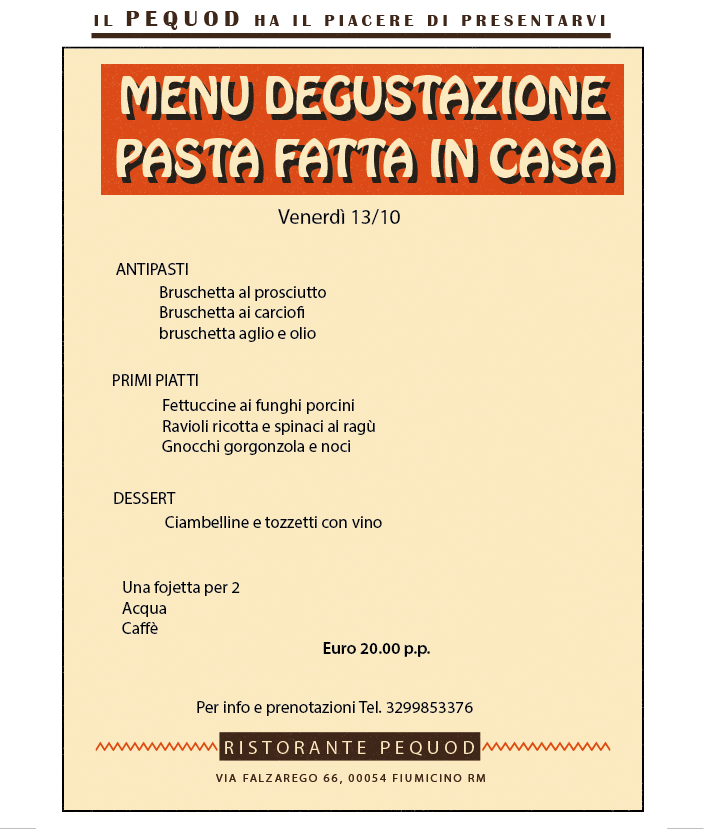 IL PEQUOD HA IL PIACERE DI PRESENTARVI
MENU DEGUSTAZIONE
PASTA FATTA IN CASA
Venerdì 13/10
ANTIPASTI
Bruschetta al prosciutto
Bruschetta ai carciofi
bruschetta aglio e olio
PRIMI PIATTI
Fettuccine ai funghi porcini
Ravioli ricotta e spinaci al ragù
Gnocchi gorgonzola e noci
DESSERT
Ciambelline e tozzetti con vino
Una fojetta per 2
Acqua
Caffè
Euro 20.00 p.p.
Per info e prenotazioni Tel. 3299853376
RISTORANTE PEQUOD
VIA FALZAREGO 66, 00054 FIUMICINO RM